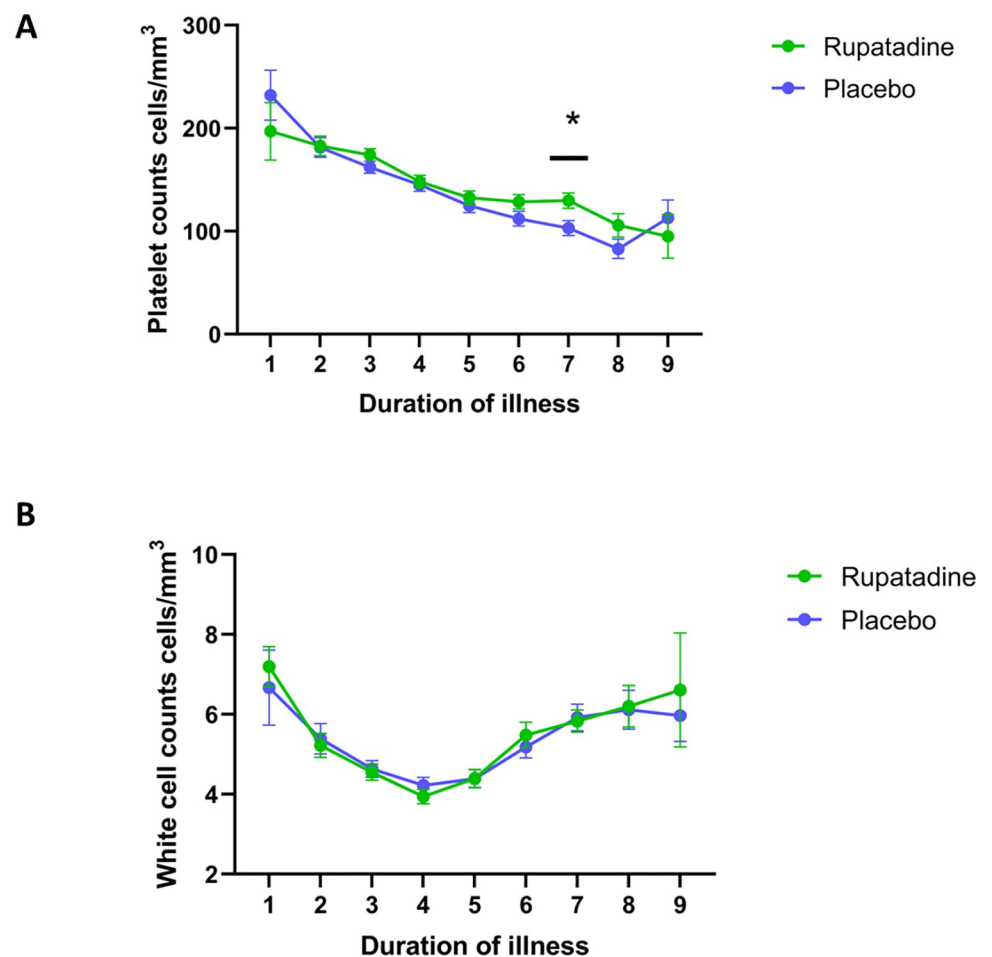 A
Platelet counts cells/mm³
300
200
100
0
*
Rupatadine
Placebo
1 2 3 4 5 6 7 8 9
Duration of illness
B
White cell counts cells/mm³
10
8
6
4
2
Rupatadine
Placebo
1 2 3 4 5 6 7 8 9
Duration of illness